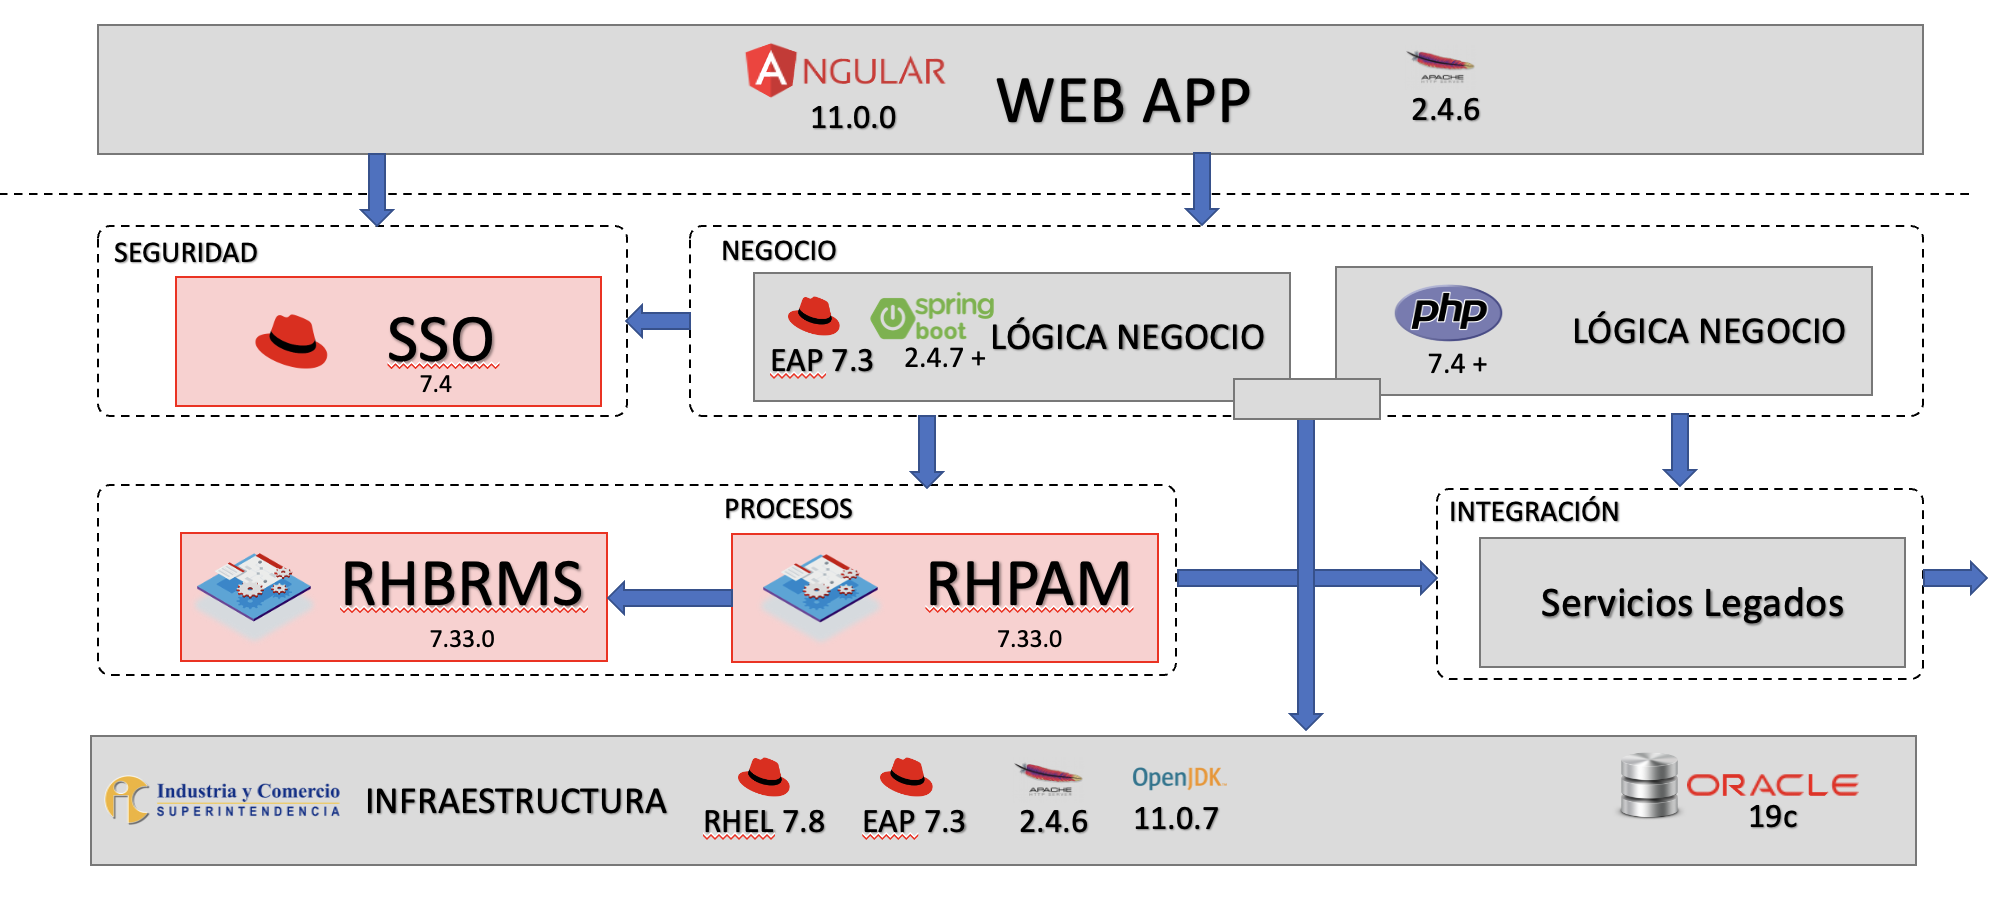 ANGULAR
11.0.0
WEB APP
APACHE
2.4.6
SEGURIDAD
SSO
7.4
NEGOCIO
EAP 7.3
spring
boot
2.4.7 +
LÓGICA NEGOCIO
php
7.4 +
LÓGICA NEGOCIO
PROCESOS
RHBRMS
7.33.0
RHPAM
7.33.0
INTEGRACIÓN
Servicios Legados
Industria y Comercio
SUPERINTENDENCIA
INFRAESTRUCTURA
RHEL 7.8
EAP 7.3
APACHE
2.4.6
OpenJDK
11.0.7
ORACLE
19c